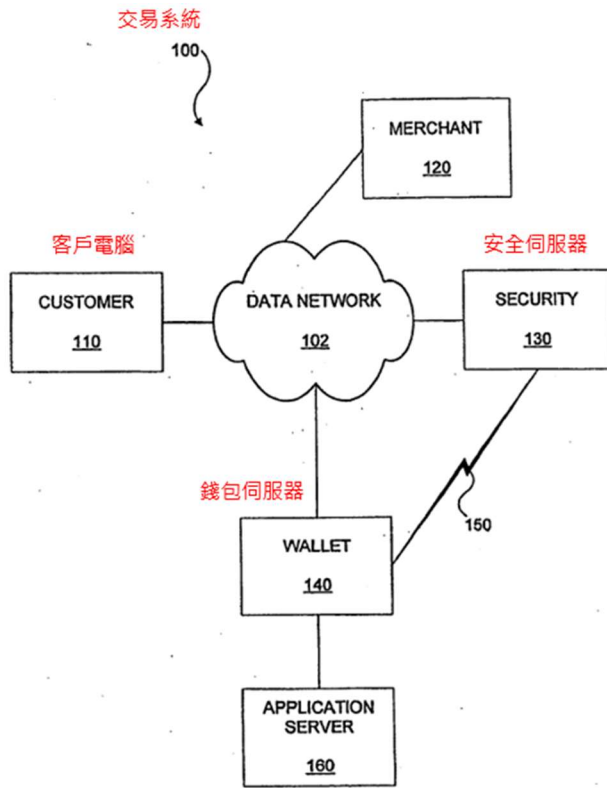 交易系統
100
MERCHANT
120
客戶電腦
安全伺服器
CUSTOMER
110
DATA NETWORK
102
SECURITY
130
錢包伺服器
150
WALLET
140
APPLICATION
SERVER
160